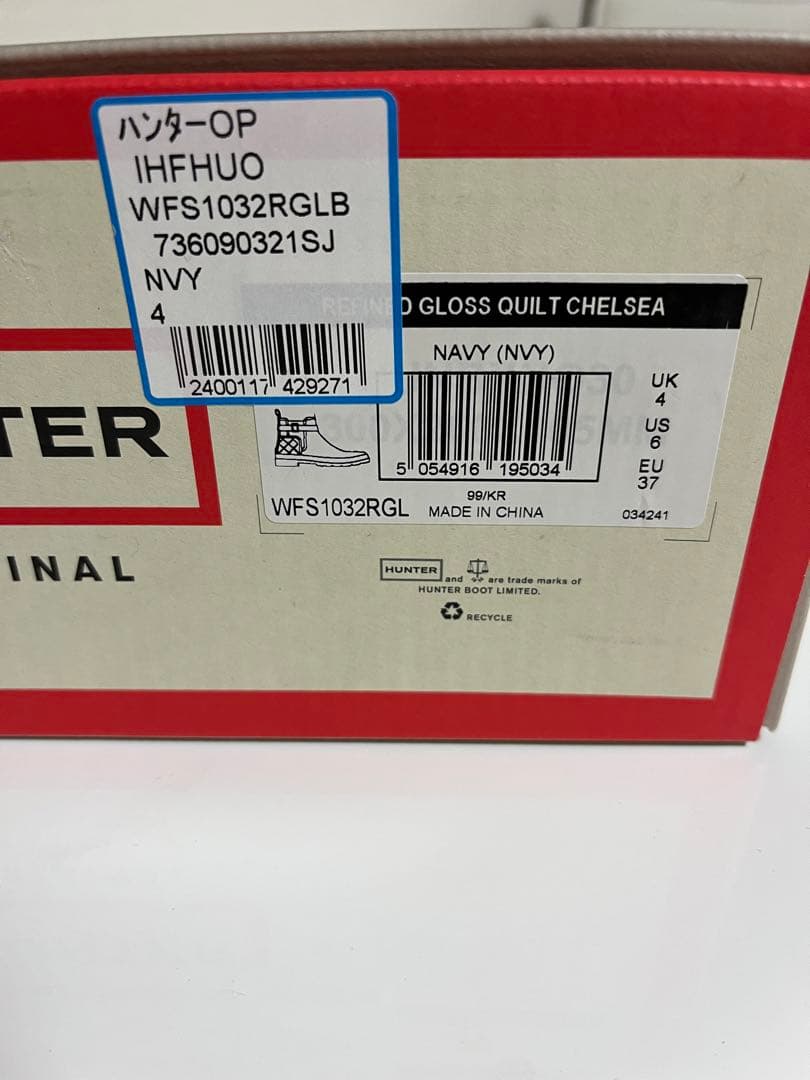 ハンターOP
IHFHUO
WFS1032RGLB
736090321SJ
NVY
4
2400117 429271
REFINED GLOSS QUILT CHELSEA
NAVY (NVY)
UK
4
US
6
EU
37
5 054916 195034
WFS1032RGL
99/KR
MADE IN CHINA
034241
TER
INAL
HUNTER and are trade marks of
HUNTER BOOT LIMITED.
RECYCLE